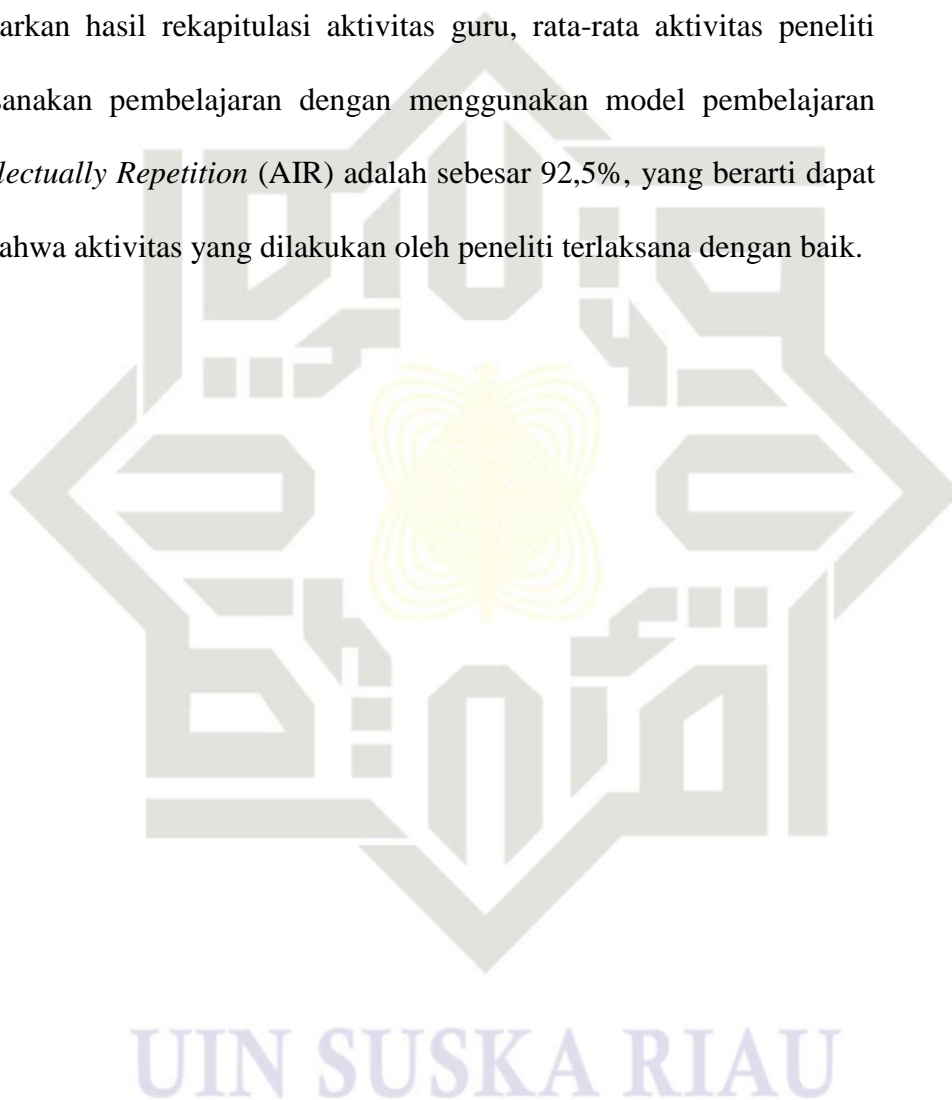 arkan hasil rekapitulasi aktivitas guru, rata-rata aktivitas peneliti
sanakan pembelajaran dengan menggunakan model pembelajaran
lectually Repetition (AIR) adalah sebesar 92,5%, yang berarti dapat
ahwa aktivitas yang dilakukan oleh peneliti terlaksana dengan baik.
UIN SUSKA RIAU